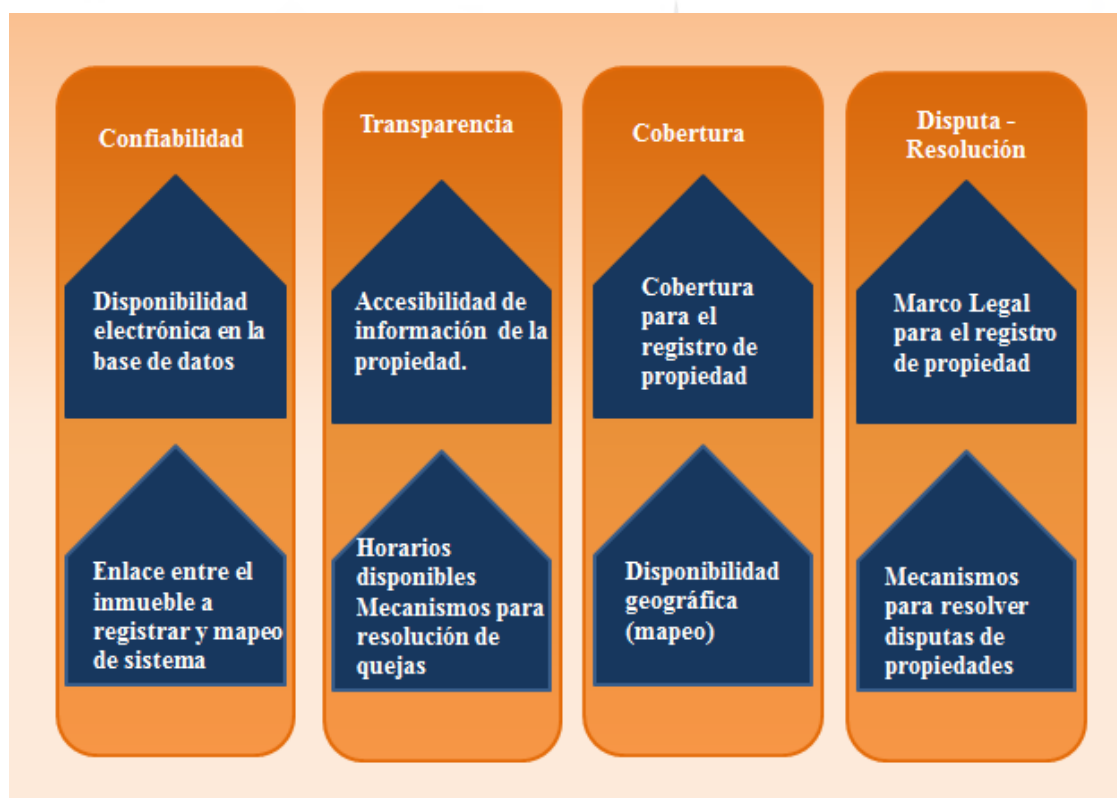 Confiabilidad
Disponibilidad
electrónica en la
base de datos
Enlace entre el
inmueble a
registrar y mapeo
de sistema
Transparencia
Accesibilidad de
información de la
propiedad.
Horarios
disponibles
Mecanismos para
resolución de
quejas
Cobertura
Cobertura
para el
registro de
propiedad
Disponibilidad
geográfica
(mapeo)
Disputa -
Resolución
Marco Legal
para el registro
de propiedad
Mecanismos
para resolver
disputas de
propiedades